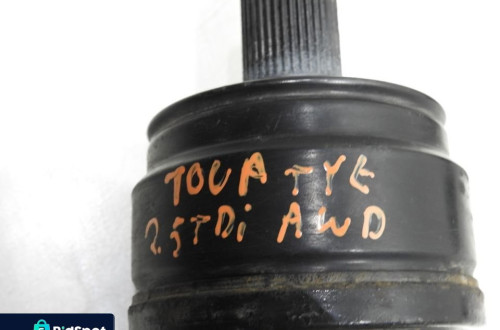 TOUATYE
2.5TDi AWD
BidSpot